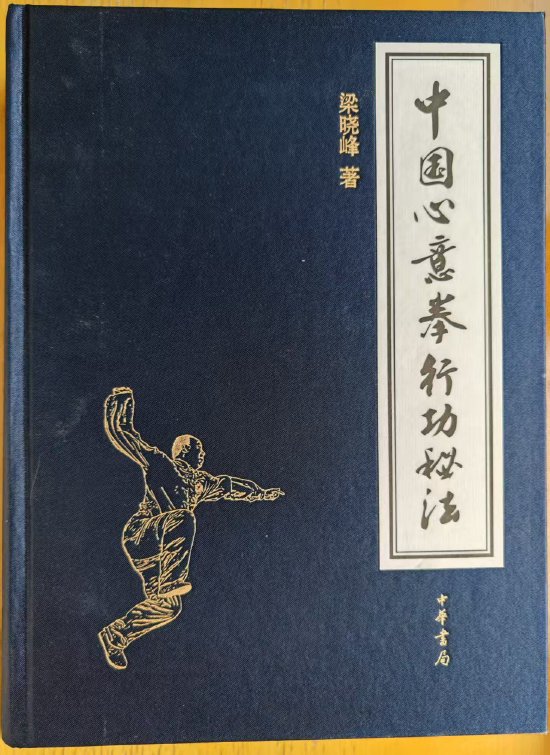 中国心意拳行功秘法
梁晓峰 著
中华书局